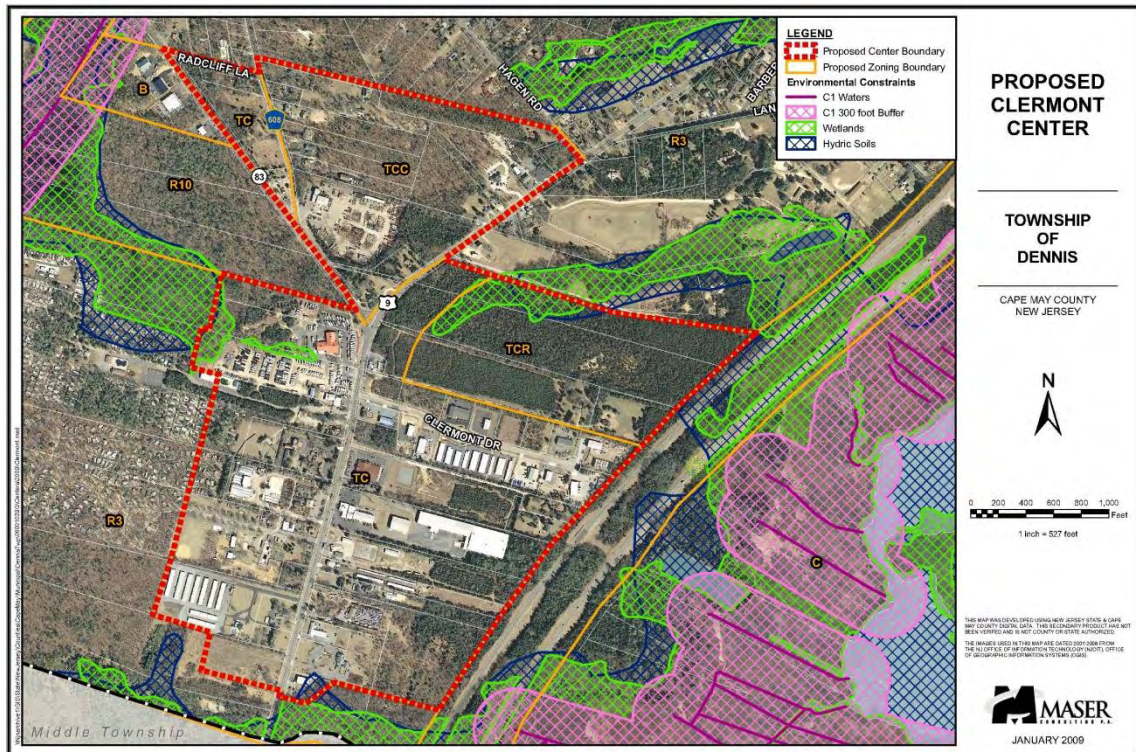 LEGEND
Proposed Center Boundary
Proposed Zoning Boundary
Environmental Constraints
C1 Waters
C1 300 foot Buffer
Wetlands
Hydric Soils
RADCLIFF LA
HAGEN RD
BARBER
LAN
B
TC
608
TCC
R3
R10
83
9
TCR
CLERMONT DR
TC
R3
C
Middle Township
PROPOSED
CLERMONT
CENTER
TOWNSHIP
OF
DENNIS
CAPE MAY COUNTY
NEW JERSEY
N
0 200 400 600 800 1,000
Feet
1 inch = 527 feet
THIS MAP WAS DEVELOPED USING NEW JERSEY STATE & CAPE
MAY COUNTY DIGITAL DATA. THIS SECONDARY PRODUCT HAS NOT
BEEN VERIFIED AND IS NOT COUNTY OR STATE AUTHORIZED.
THE IMAGES USED IN THIS MAP ARE DATED FROM
THE NJ OFFICE OF INFORMATION TECHNOLOGY (NJOIT), OFFICE
OF GEOGRAPHIC INFORMATION SYSTEMS (OGIS).
MASER
CONSULTING P.A.
JANUARY 2009